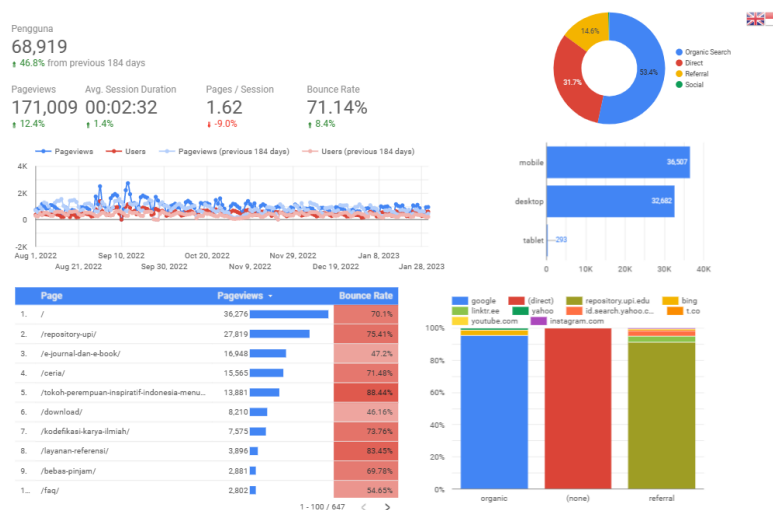 Pengguna
68,919
46.8% from previous 184 days
Pageviews Avg. Session Duration Pages / Session Bounce Rate
171,009 00:02:32 1.62 71.14%
12.4% 1.4% -9.0% 8.4%
14.6%
31.7%
53.4%
Organic Search
Direct
Referral
Social
Pageviews Users Pageviews (previous 184 days) Users (previous 184 days)
4K
2K
0
-2K
Aug 1, 2022 Sep 10, 2022 Oct 20, 2022 Nov 29, 2022 Jan 8, 2023
Aug 21, 2022 Sep 30, 2022 Nov 9, 2022 Dec 19, 2022 Jan 28, 2023
mobile 36,507
desktop 32,682
tablet 293
0 10K 20K 30K 40K
Page Pageviews Bounce Rate
1. / 36,276 70.1%
2. /repository-upi/ 27,819 75.41%
3. /e-journal-dan-e-book/ 16,948 47.2%
4. /ceria/ 15,565 71.48%
5. /tokoh-perempuan-inspiratif-indonesia-menu... 13,881 88.44%
6. /download/ 8,210 46.16%
7. /kodefikasi-karya-ilmiah/ 7,575 73.76%
8. /layanan-referensi/ 3,896 83.45%
9. /bebas-pinjam/ 2,881 69.78%
1... /faq/ 2,802 54.65%
1 - 100 / 647 < >
google (direct) repository.upi.edu bing
linktr.ee yahoo id.search.yahoo.c... t.co
youtube.com instagram.com
100%
80%
60%
40%
20%
0%
organic (none) referral